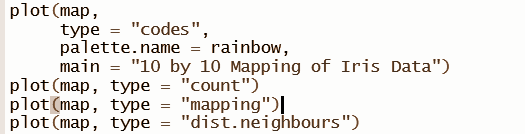 plot(map,
     type = "codes",
     palette.name = rainbow,
     main = "10 by 10 Mapping of Iris Data")
plot(map, type = "count")
plot(map, type = "mapping")
plot(map, type = "dist.neighbours")